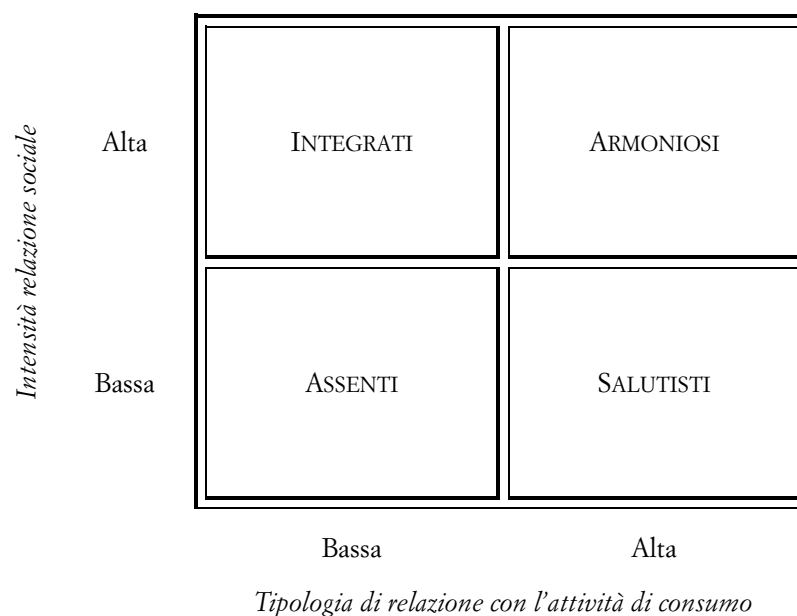 Intensità relazione sociale
Alta
INTEGRATI
ARMONIOSI
Bassa
ASSENTI
SALUTISTI
Bassa
Alta
Tipologia di relazione con l'attività di consumo